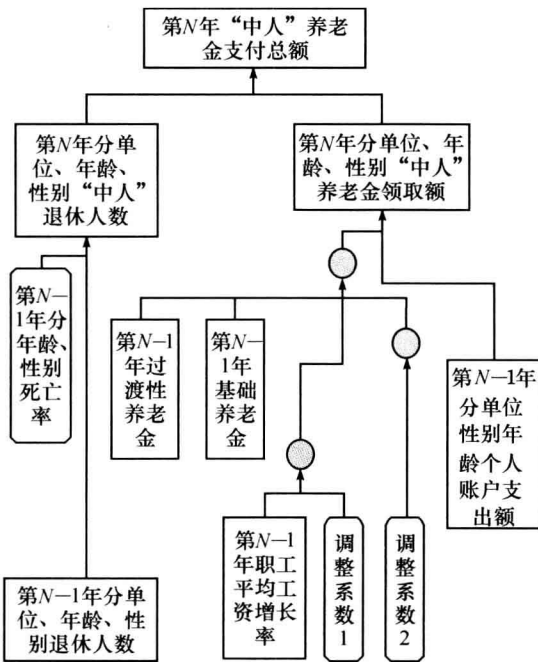 第N年“中人”养老
金支付总额
第N年分单
位、年龄、
性别“中人”
退休人数
第N年分单位、年
龄、性别“中人”
养老金领取额
第N—
1年分
年龄、
性别
死亡
率
第N—1
年过
渡性
养老
金
第N—
1年
基础
养老
金
第N—1年
分单位
性别年
龄个人
账户支
出额
第N—1
年职工
平均工
资增长
率
调
整
系
数
1
调
整
系
数
2
第N—1年分单
位、年龄、性
别退休人数